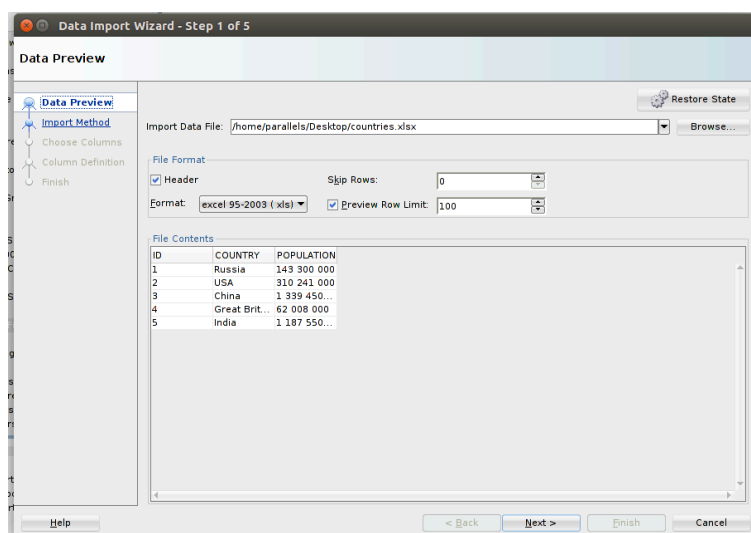 Data Import Wizard - Step 1 of 5
Data Preview
Restore State
Data Preview
Import Method
Choose Columns
Column Definition
Finish
Import Data File: /home/parallels/Desktop/countries.xlsx Browse...
File Format
Header Skip Rows: 0
Format: excel 95-2003 (xls) Preview Row Limit: 100
File Contents
ID COUNTRY POPULATION
1 Russia 143 300 000
2 USA 310 241 000
3 China 1 339 450...
4 Great Brit... 62 008 000
5 India 1 187 550...
Help < Back Next > Finish Cancel